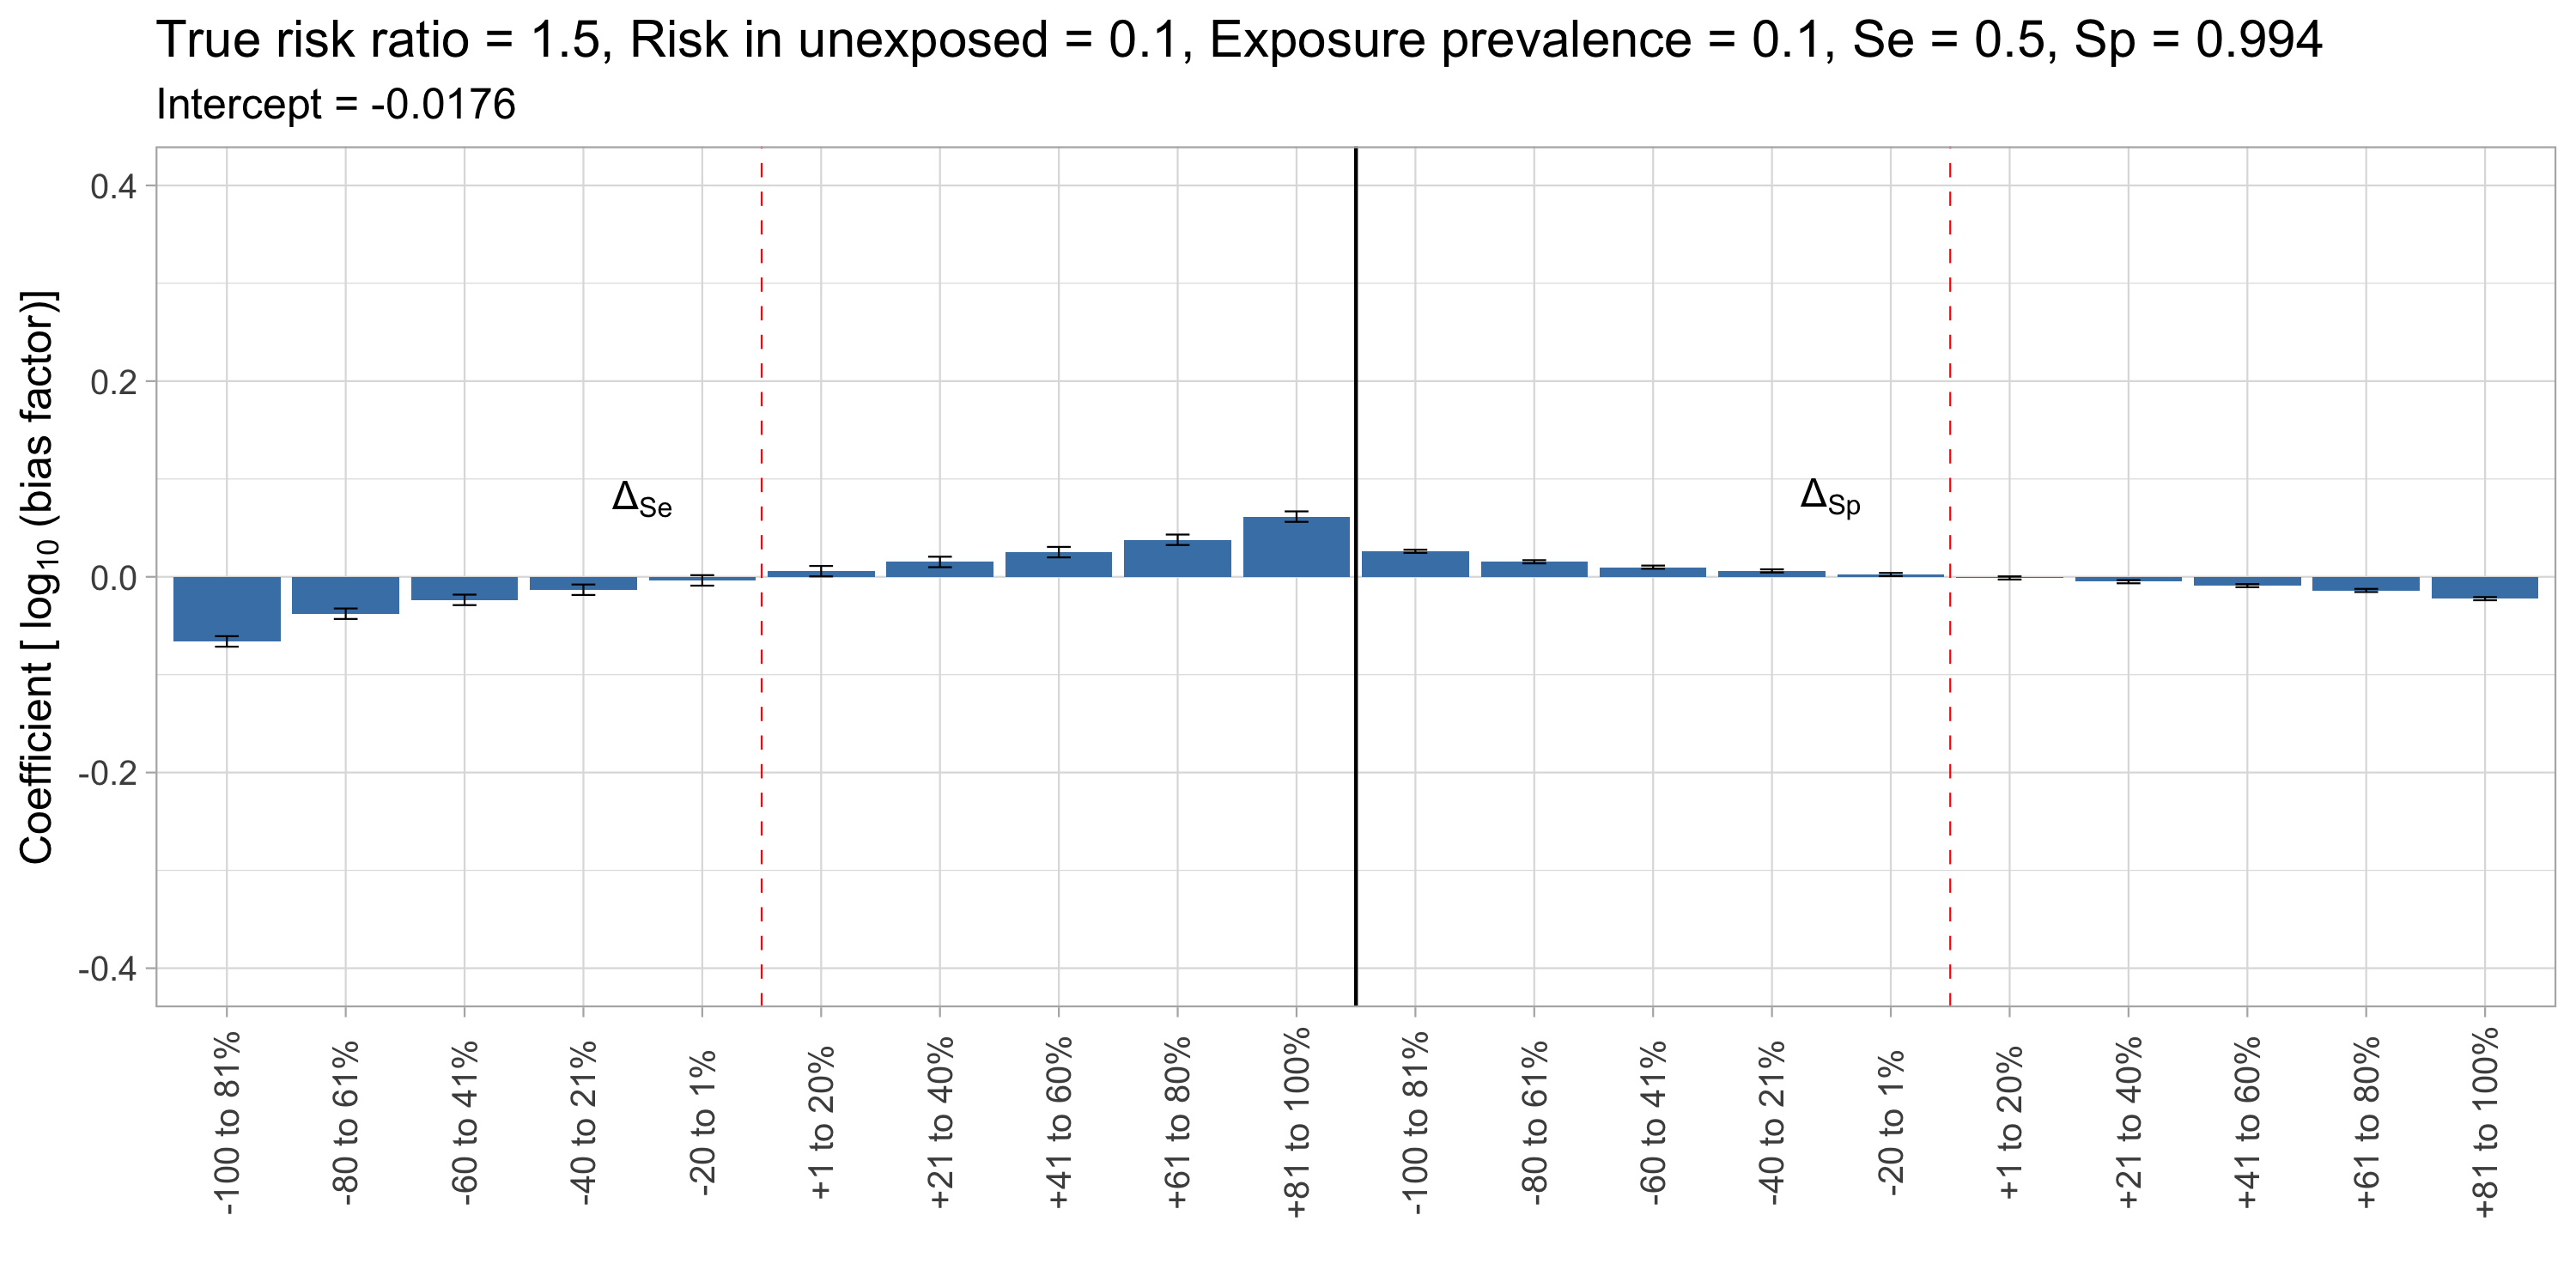 True risk ratio = 1.5, Risk in unexposed = 0.1, Exposure prevalence = 0.1, Se = 0.5, Sp = 0.994
Intercept = -0.0176
Coefficient [ log10 (bias factor)]
0.4
0.2
0.0
-0.2
-0.4
ΔSe
ΔSp
-100 to 81%
-80 to 61%
-60 to 41%
-40 to 21%
-20 to 1%
+1 to 20%
+21 to 40%
+41 to 60%
+61 to 80%
+81 to 100%
-100 to 81%
-80 to 61%
-60 to 41%
-40 to 21%
-20 to 1%
+1 to 20%
+21 to 40%
+41 to 60%
+61 to 80%
+81 to 100%